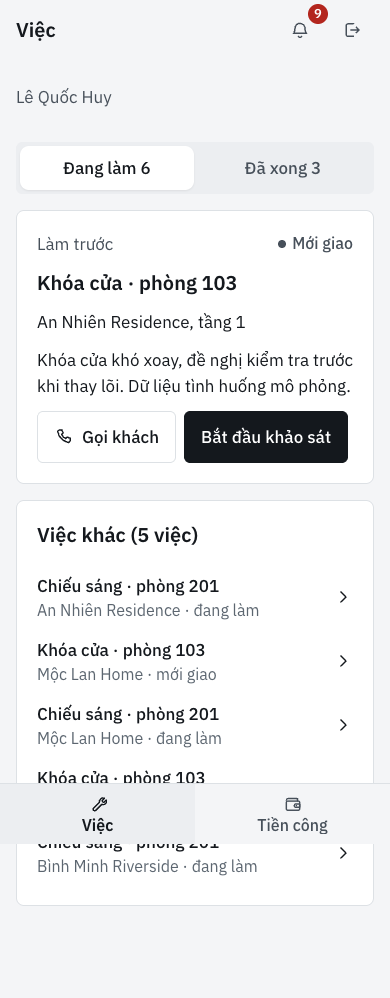 Việc
9
Lê Quốc Huy
Đang làm 6
Đã xong 3
Làm trước
Mới giao
Khóa cửa · phòng 103
An Nhiên Residence, tầng 1
Khóa cửa khó xoay, đề nghị kiểm tra trước
khi thay lõi. Dữ liệu tình huống mô phỏng.
Gọi khách
Bắt đầu khảo sát
Việc khác (5 việc)
Chiếu sáng · phòng 201
An Nhiên Residence · đang làm
Khóa cửa · phòng 103
Mộc Lan Home · mới giao
Chiếu sáng · phòng 201
Mộc Lan Home · đang làm
Khóa cửa · phòng 103
Việc
Tiền công
Chiếu sáng · phòng 201
Bình Minh Riverside · đang làm